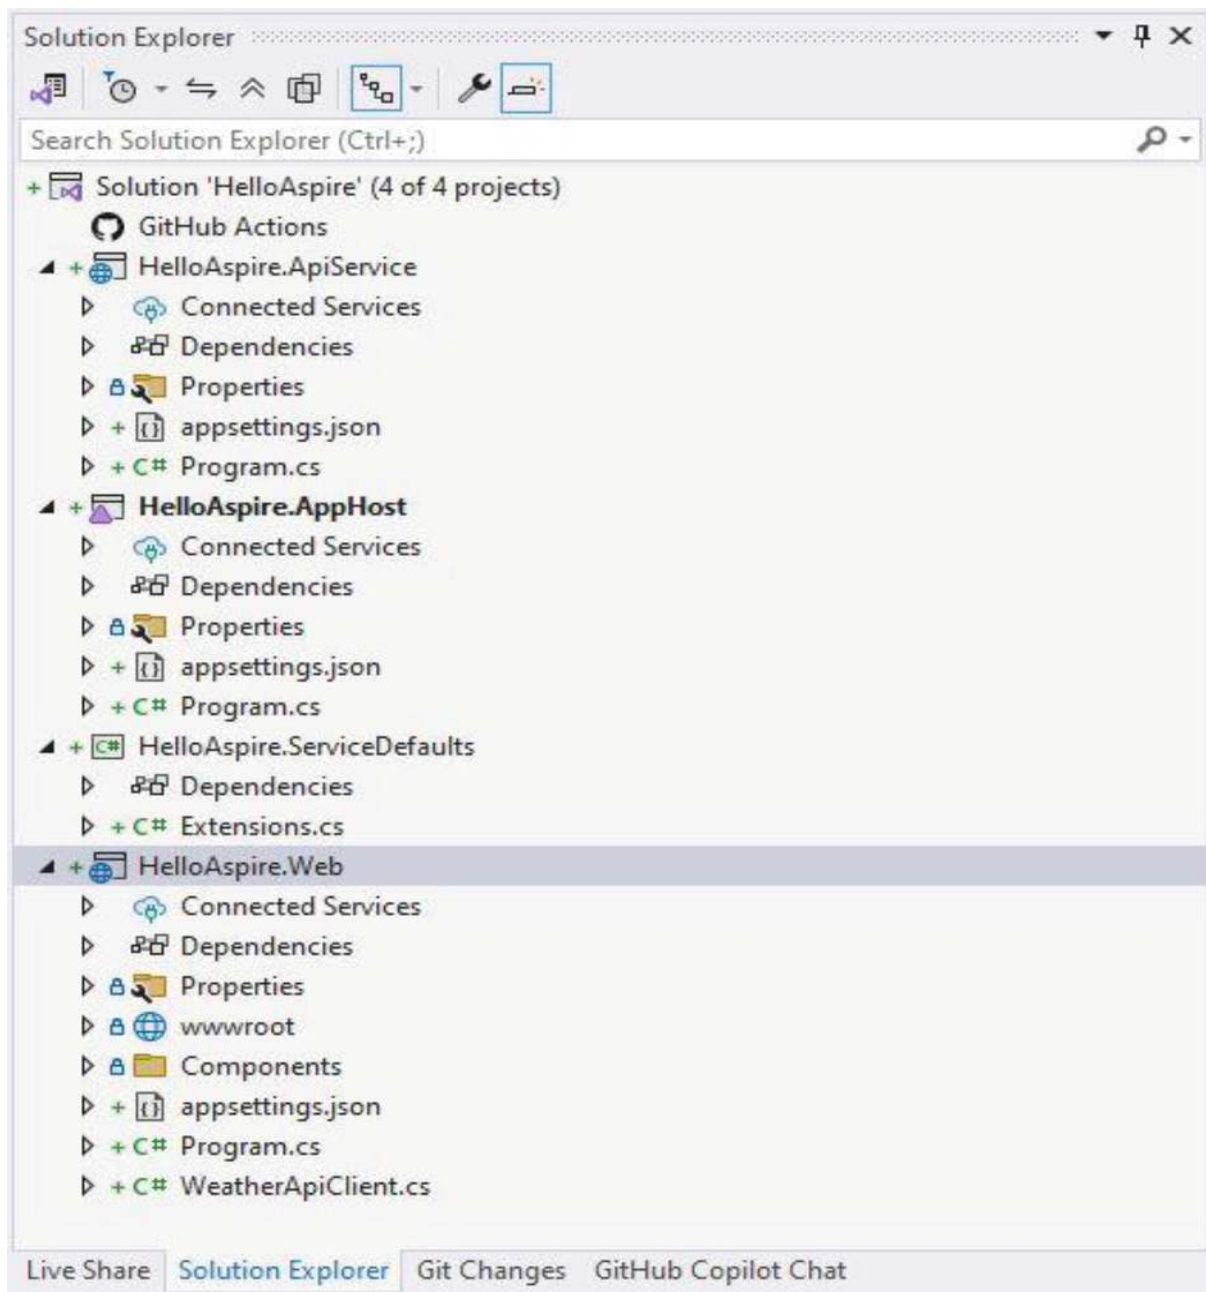 Solution Explorer
Search Solution Explorer (Ctrl+;)
Solution 'HelloAspire' (4 of 4 projects)
GitHub Actions
HelloAspire.ApiService
Connected Services
Dependencies
Properties
appsettings.json
C# Program.cs
HelloAspire.AppHost
Connected Services
Dependencies
Properties
appsettings.json
C# Program.cs
C# HelloAspire.ServiceDefaults
Dependencies
C# Extensions.cs
HelloAspire.Web
Connected Services
Dependencies
Properties
wwwroot
Components
appsettings.json
C# Program.cs
C# WeatherApiClient.cs
Live Share Solution Explorer Git Changes GitHub Copilot Chat